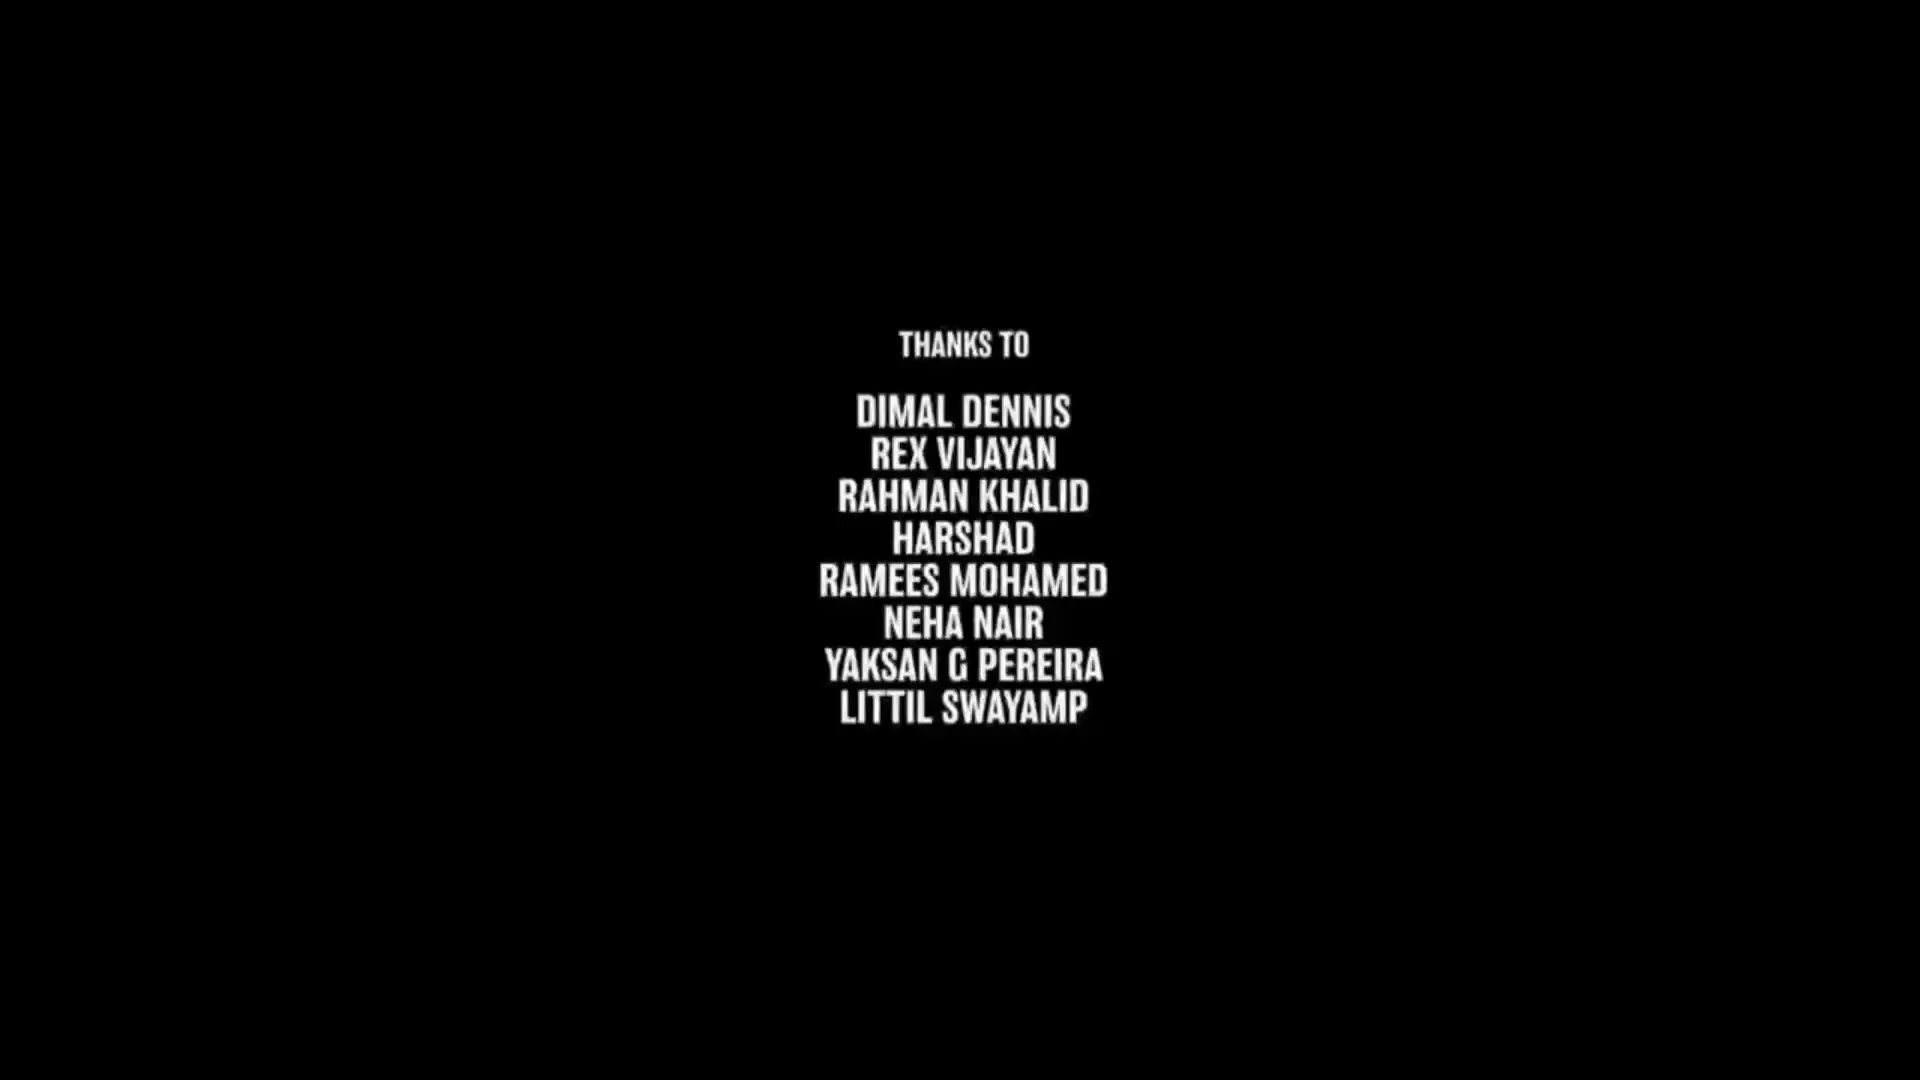 THANKS TO
DIMAL DENNIS
REX VIJAYAN
RAHMAN KHALID
HARSHAD
RAMEES MOHAMED
NEHA NAIR
YAKSAN G PEREIRA
LITTIL SWAYAMP